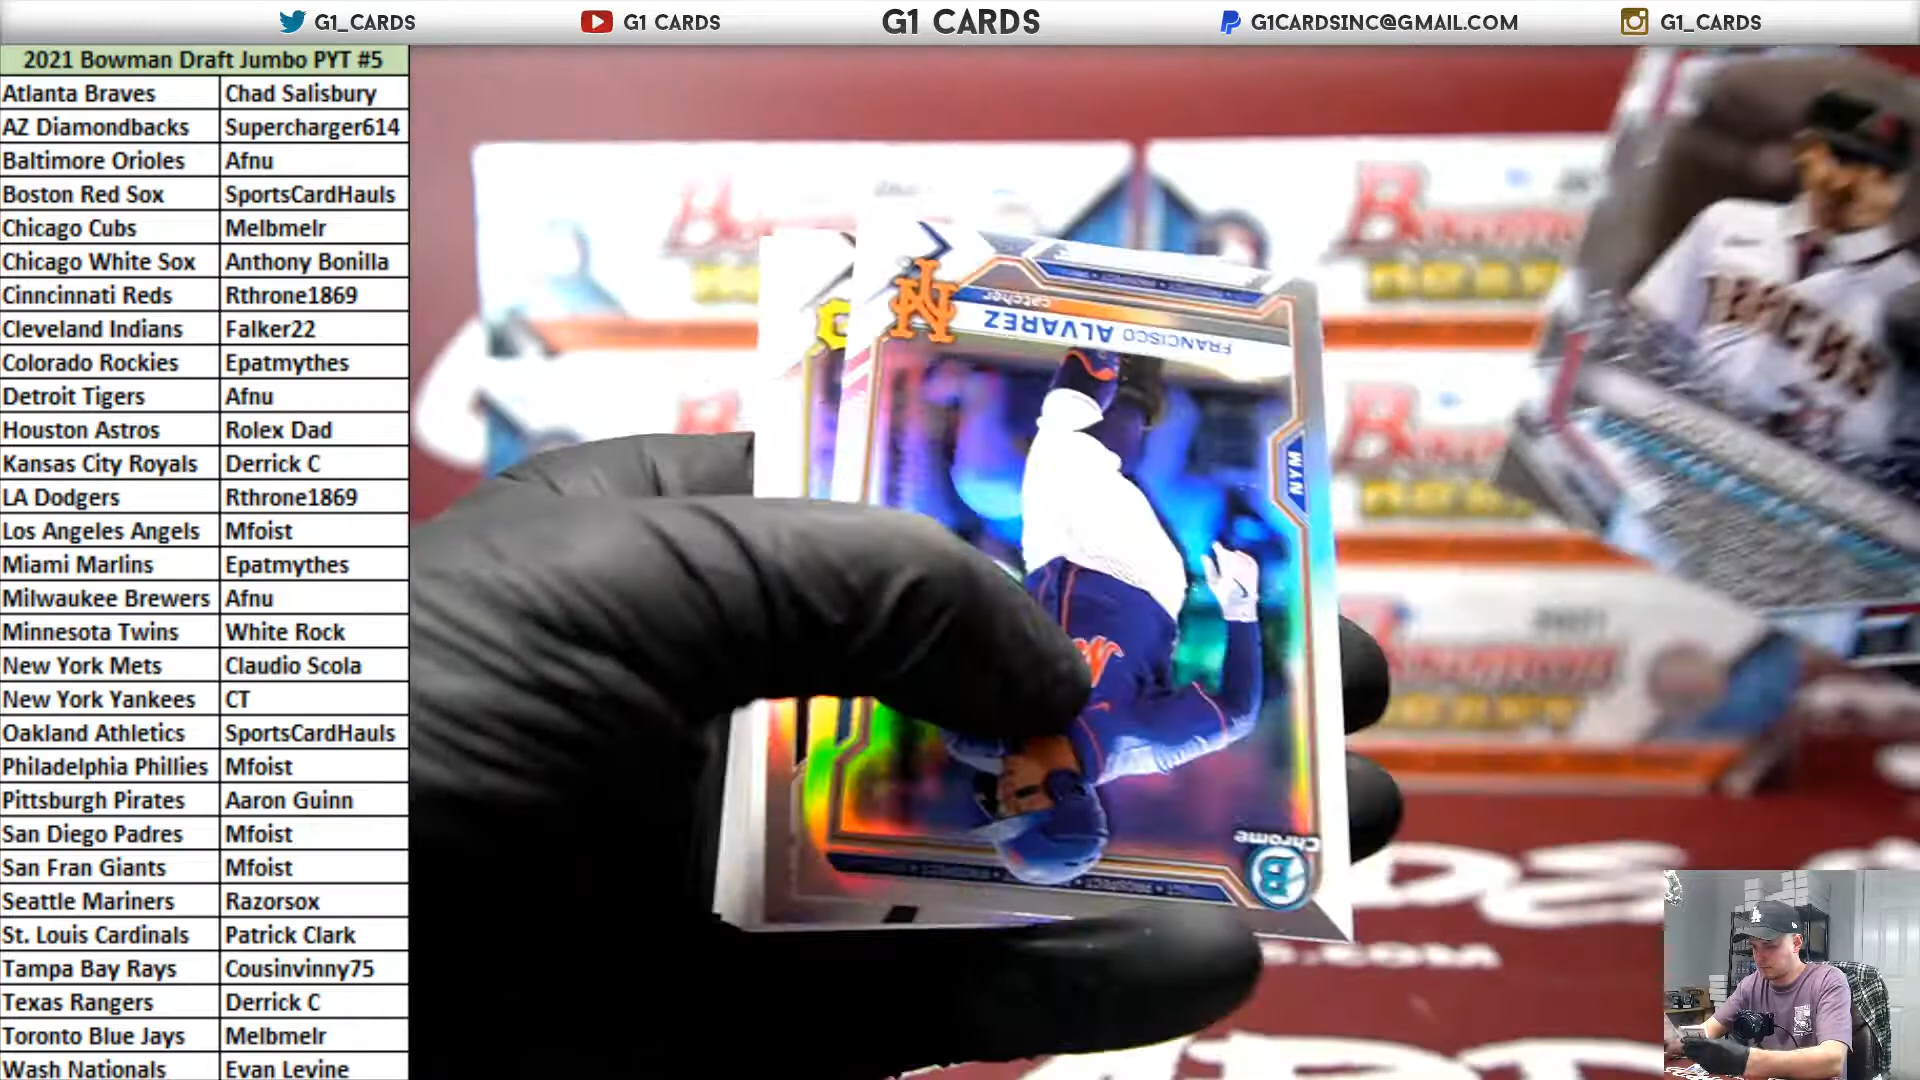 G1_CARDS G1 CARDS G1 CARDS G1CARDSINC@GMAIL.COM G1_CARDS
2021 Bowman Draft Jumbo PYT #5
Atlanta Braves Chad Salisbury
AZ Diamondbacks Supercharger614
Baltimore Orioles Afnu
Boston Red Sox SportsCardHauls
Chicago Cubs Melbmelr
Chicago White Sox Anthony Bonilla
Cinncinnati Reds Rthrone1869
Cleveland Indians Falker22
Colorado Rockies Epatmythes
Detroit Tigers Afnu
Houston Astros Rolex Dad
Kansas City Royals Derrick C
LA Dodgers Rthrone1869
Los Angeles Angels Mfoist
Miami Marlins Epatmythes
Milwaukee Brewers Afnu
Minnesota Twins White Rock
New York Mets Claudio Scola
New York Yankees CT
Oakland Athletics SportsCardHauls
Philadelphia Phillies Mfoist
Pittsburgh Pirates Aaron Guinn
San Diego Padres Mfoist
San Fran Giants Mfoist
Seattle Mariners Razorsox
St. Louis Cardinals Patrick Clark
Tampa Bay Rays Cousinvinny75
Texas Rangers Derrick C
Toronto Blue Jays Melbmelr
Wash Nationals Evan Levine
NY
catcher
FRANCISCO ALVAREZ
NYM
B
Chrome
Bowman
Bowman
Bowman
2021